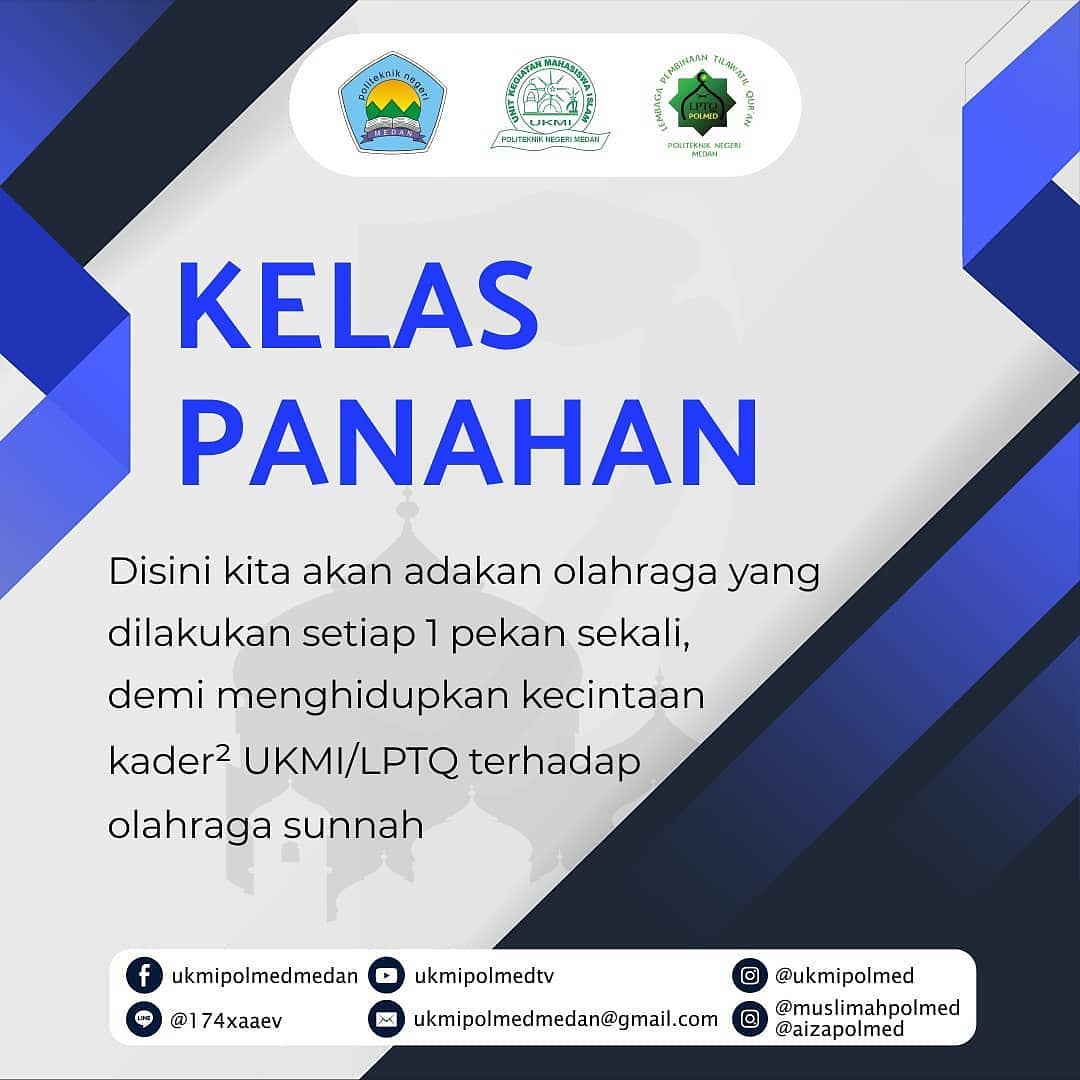 politeknik negeri
MEDAN
UNIT KEGIATAN MAHASISWA ISLAM
UKMI
POLITEKNIK NEGERI MEDAN
LEMBAGA PEMBINAAN TILAWATIL QUR'AN
LPTQ
POLMED
POLITEKNIK NEGERI
MEDAN
KELAS
PANAHAN
Disini kita akan adakan olahraga yang
dilakukan setiap 1 pekan sekali,
demi menghidupkan kecintaan
kader² UKMI/LPTQ terhadap
olahraga sunnah
ukmipolmedmedan
ukmipolmedtv
@ukmipolmed
LINE
@174xaaev
ukmipolmedmedan@gmail.com
@muslimahpolmed
@aizapolmed